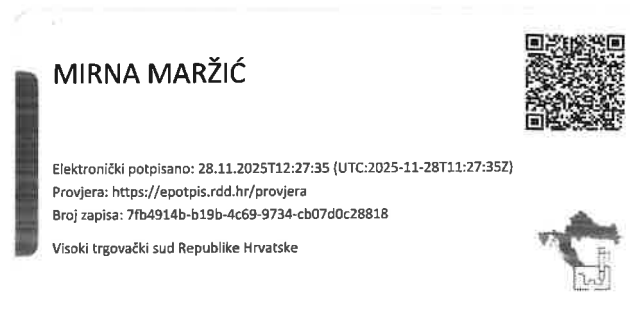 MIRNA MARŽIĆ
Elektronički potpisano: 28.11.2025T12:27:35 (UTC:2025-11-28T11:27:35Z)
Provjera: https://epotpis.rdd.hr/provjera
Broj zapisa: 7fb4914b-b19b-4c69-9734-cb07d0c28818
Visoki trgovački sud Republike Hrvatske